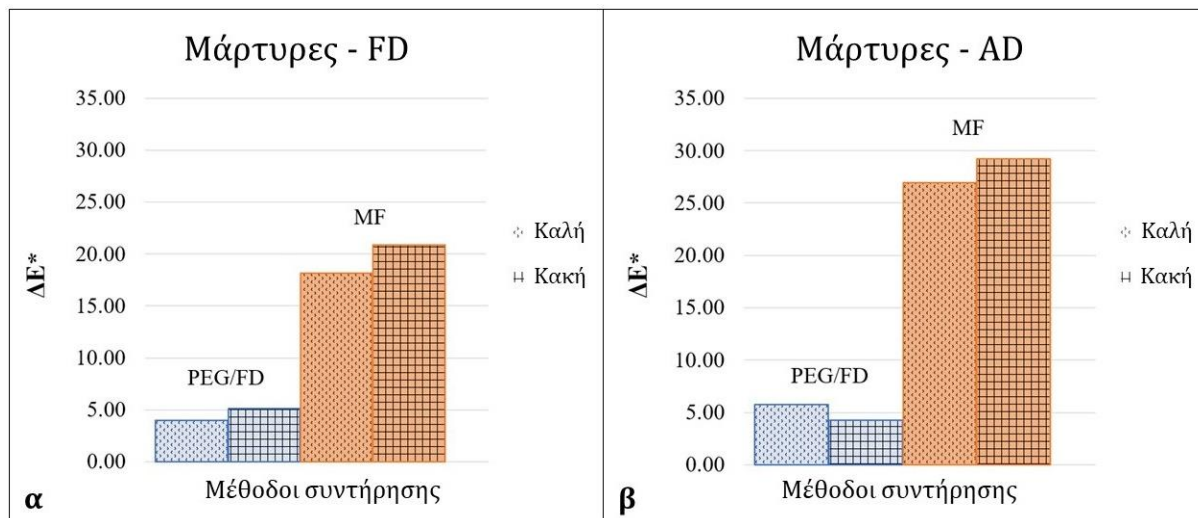 Μάρτυρες - FD
35.00
30.00
25.00
20.00
15.00
10.00
5.00
0.00
ΔE*
MF
PEG/FD
Καλή
Κακή
Μέθοδοι συντήρησης
α
Μάρτυρες - AD
35.00
30.00
25.00
20.00
15.00
10.00
5.00
0.00
ΔE*
MF
PEG/FD
Καλή
Κακή
Μέθοδοι συντήρησης
β